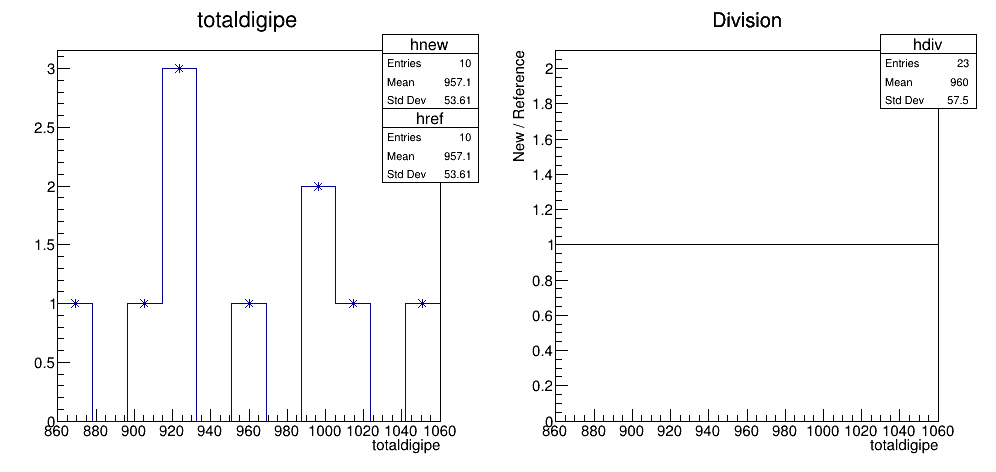 totaldigipe
hnew
Entries 10
Mean 957.1
Std Dev 53.61
href
Entries 10
Mean 957.1
Std Dev 53.61
3
2.5
2
1.5
1
0.5
0
860 880 900 920 940 960 980 1000 1020 1040 1060
totaldigipe
Division
hdiv
Entries 23
Mean 960
Std Dev 57.5
New / Reference
2
1.8
1.6
1.4
1.2
1
0.8
0.6
0.4
0.2
0
860 880 900 920 940 960 980 1000 1020 1040 1060
totaldigipe